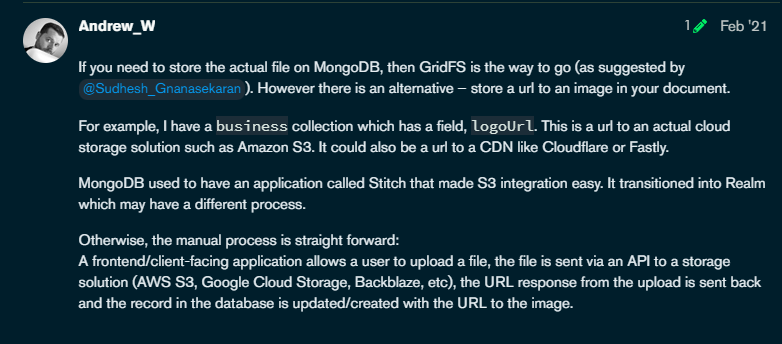 Andrew_W
1 Feb '21
If you need to store the actual file on MongoDB, then GridFS is the way to go (as suggested by
@Sudhesh_Gnanasekaran ). However there is an alternative – store a url to an image in your document.
For example, I have a business collection which has a field, logoUrl. This is a url to an actual cloud
storage solution such as Amazon S3. It could also be a url to a CDN like Cloudflare or Fastly.
MongoDB used to have an application called Stitch that made S3 integration easy. It transitioned into Realm
which may have a different process.
Otherwise, the manual process is straight forward:
A frontend/client-facing application allows a user to upload a file, the file is sent via an API to a storage
solution (AWS S3, Google Cloud Storage, Backblaze, etc), the URL response from the upload is sent back
and the record in the database is updated/created with the URL to the image.